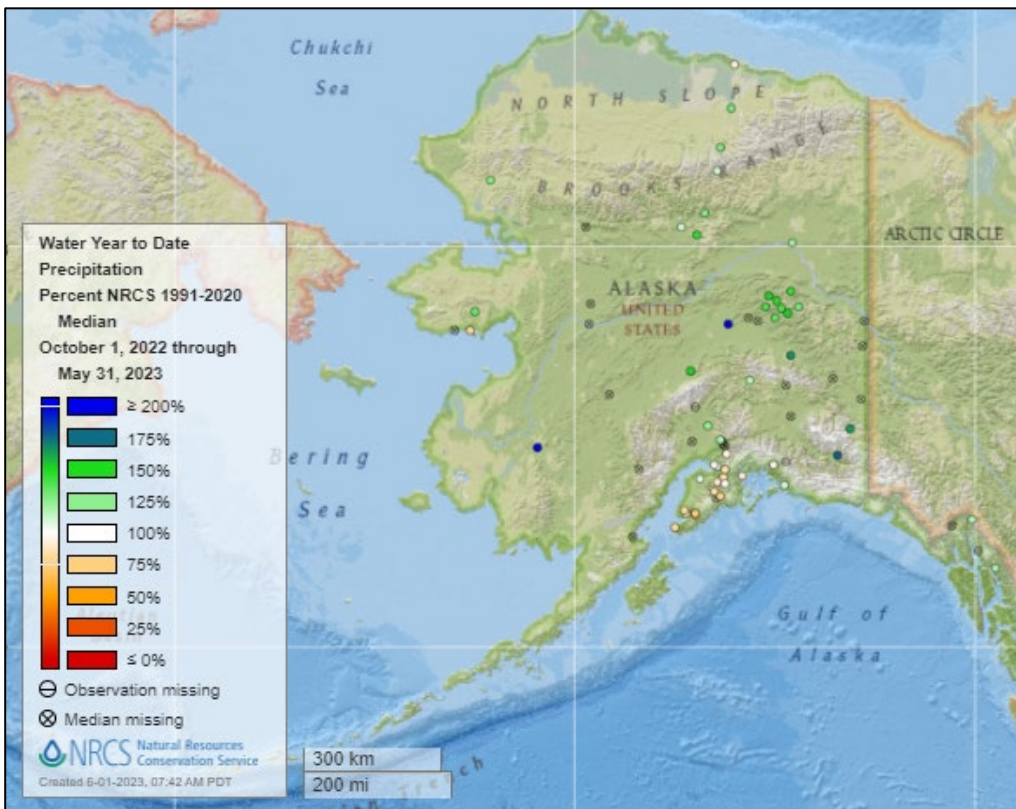 Chukchi
Sea
NORTH SLOPE
BROOKS RANGE
ARCTIC CIRCLE
ALASKA
UNITED
STATES
Bering
Sea
Gulf of
Alaska
Water Year to Date
Precipitation
Percent NRCS 1991-2020
Median
October 1, 2022 through
May 31, 2023
≥ 200%
175%
150%
125%
100%
75%
50%
25%
≤ 0%
Observation missing
Median missing
NRCS Natural Resources
Conservation Service
Created 6-01-2023, 07:42 AM PDT
300 km
200 mi
Trench